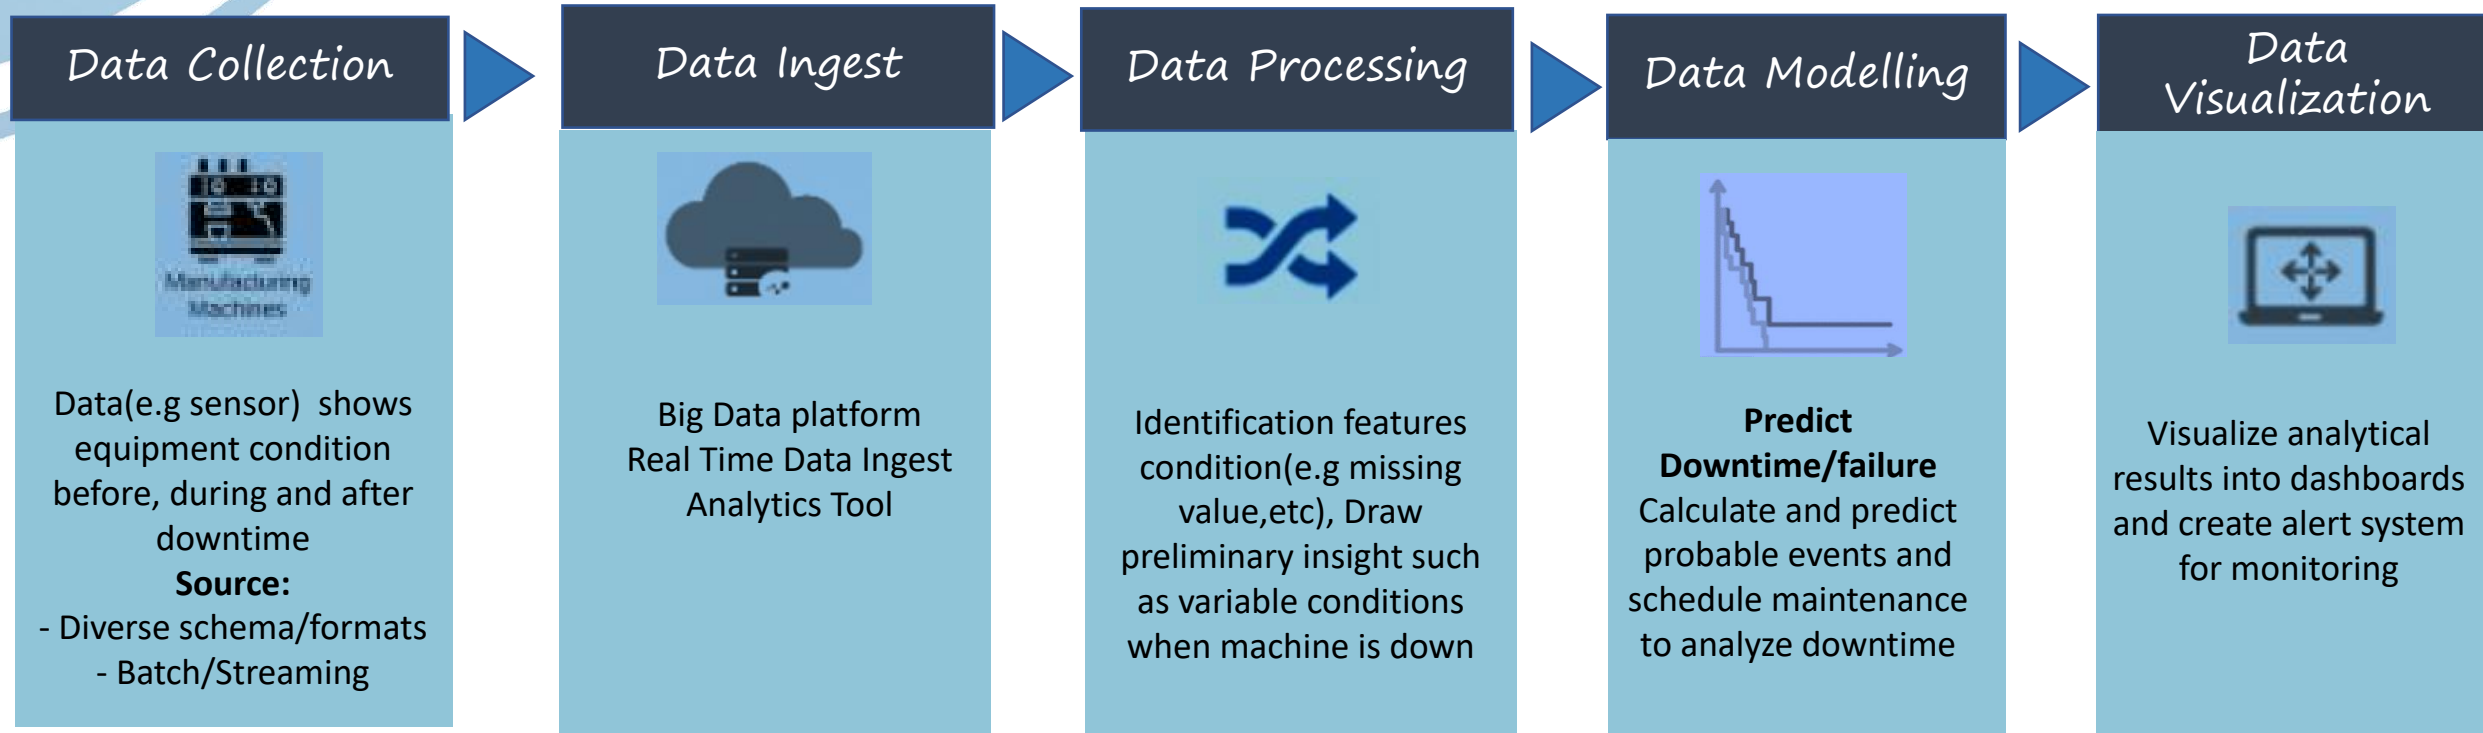 Data Collection
Data(e.g sensor) shows
equipment condition
before, during and after
downtime
Source:
- Diverse schema/formats
- Batch/Streaming
Manufacturing
Machines
Data Ingest
Big Data platform
Real Time Data Ingest
Analytics Tool
Data Processing
Identification features
condition(e.g missing
value,etc), Draw
preliminary insight such
as variable conditions
when machine is down
Data Modelling
Predict
Downtime/failure
Calculate and predict
probable events and
schedule maintenance
to analyze downtime
Data
Visualization
Visualize analytical
results into dashboards
and create alert system
for monitoring